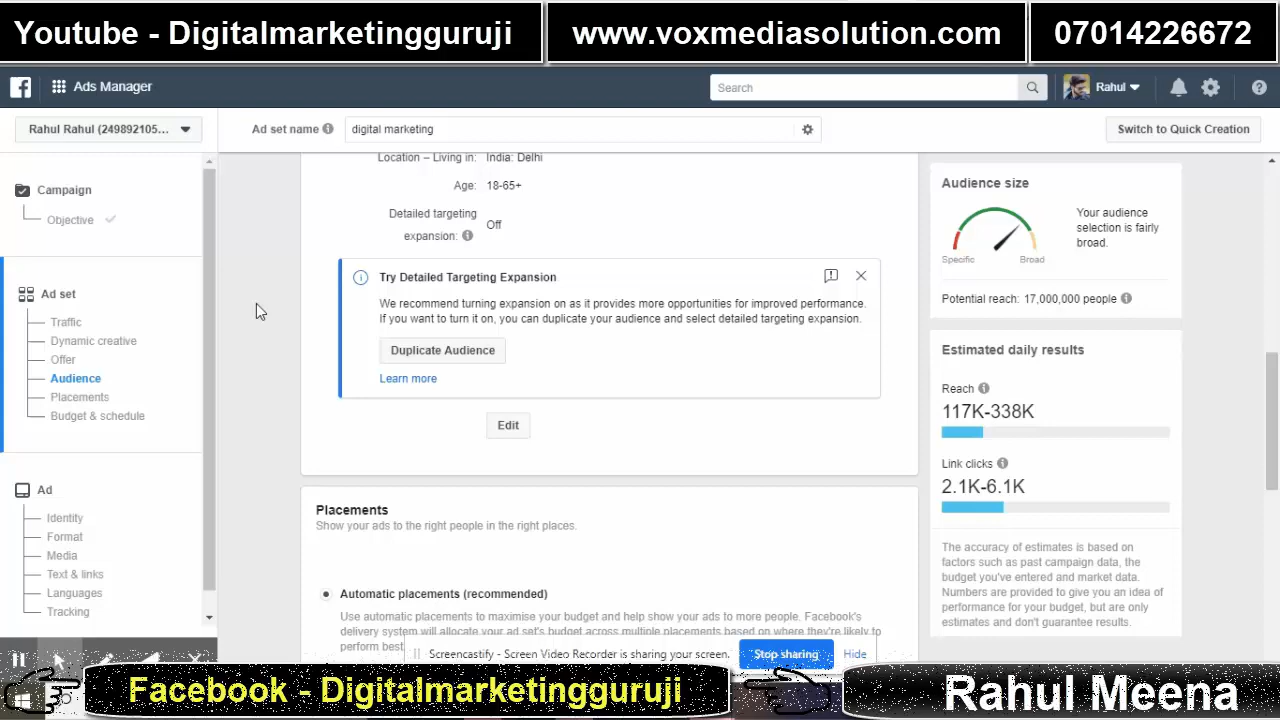 Youtube - Digitalmarketingguruji
www.voxmediasolution.com
07014226672
Ads Manager
Search
Rahul
Rahul Rahul (249892105...
Ad set name
digital marketing
Switch to Quick Creation
Campaign
Objective
Ad set
Traffic
Dynamic creative
Offer
Audience
Placements
Budget & schedule
Ad
Identity
Format
Media
Text & links
Languages
Tracking
Location – Living in: India: Delhi
Age: 18-65+
Detailed targeting
expansion: Off
Try Detailed Targeting Expansion
We recommend turning expansion on as it provides more opportunities for improved performance.
If you want to turn it on, you can duplicate your audience and select detailed targeting expansion.
Duplicate Audience
Learn more
Edit
Placements
Show your ads to the right people in the right places.
Automatic placements (recommended)
Use automatic placements to maximise your budget and help show your ads to more people. Facebook's
delivery system will allocate your ad set's budget across multiple placements based on where they're likely to
perform best
Audience size
Your audience
selection is fairly
broad.
Specific
Broad
Potential reach: 17,000,000 people
Estimated daily results
Reach
117K-338K
Link clicks
2.1K-6.1K
The accuracy of estimates is based on
factors such as past campaign data, the
budget you've entered and market data.
Numbers are provided to give you an idea of
performance for your budget, but are only
estimates and don't guarantee results.
Screencastify - Screen Video Recorder is sharing your screen.
Stop sharing
Hide
Facebook - Digitalmarketingguruji
Rahul Meena